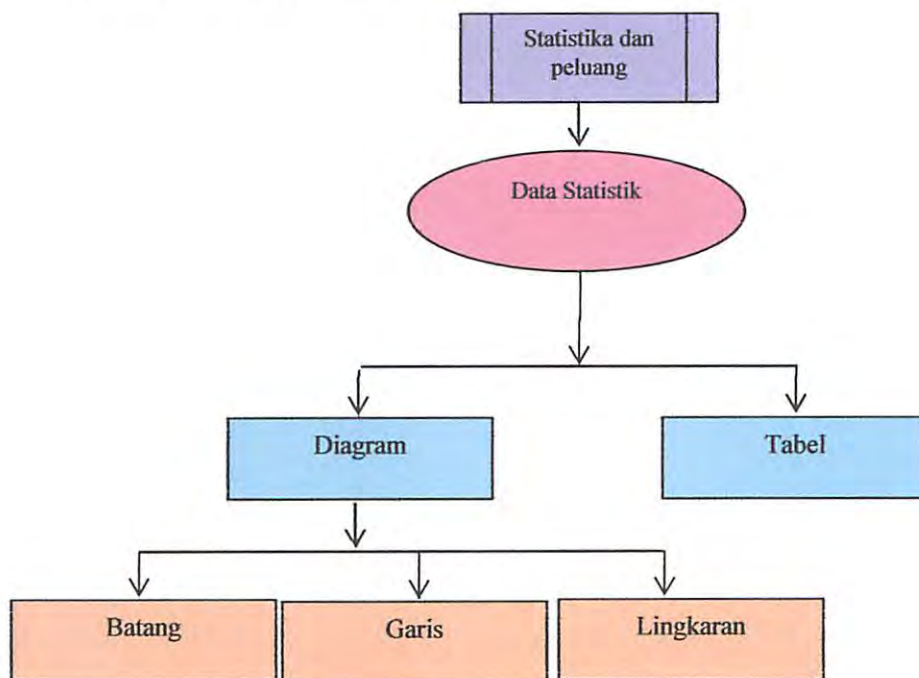 Statistika dan
peluang
Data Statistik
Diagram
Tabel
Batang
Garis
Lingkaran